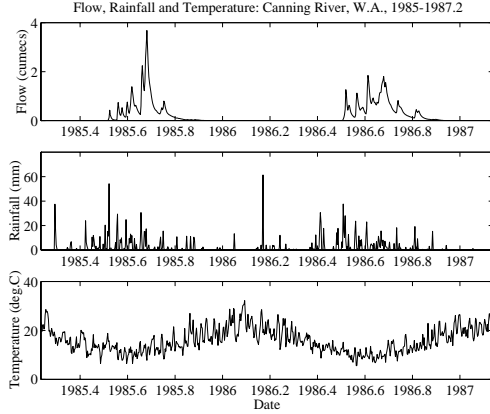 Flow, Rainfall and Temperature: Canning River, W.A., 1985-1987.2
4
2
0
Flow (cumecs)
1985.4 1985.6 1985.8 1986 1986.2 1986.4 1986.6 1986.8 1987
60
40
20
0
Rainfall (mm)
1985.4 1985.6 1985.8 1986 1986.2 1986.4 1986.6 1986.8 1987
40
20
0
Temperature (deg.C)
1985.4 1985.6 1985.8 1986 1986.2 1986.4 1986.6 1986.8 1987
Date